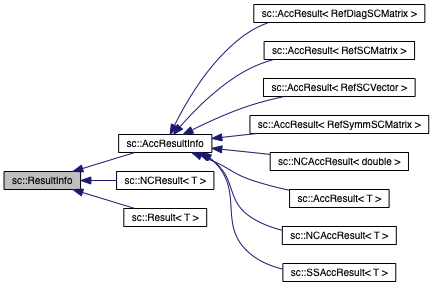 sc::AccResult< RefDiagSCMatrix >
sc::AccResult< RefSCMatrix >
sc::AccResult< RefSCVector >
sc::AccResult< RefSymmSCMatrix >
sc::AccResultInfo
sc::NCAccResult< double >
sc::ResultInfo
sc::NCResult< T >
sc::AccResult< T >
sc::Result< T >
sc::NCAccResult< T >
sc::SSAccResult< T >